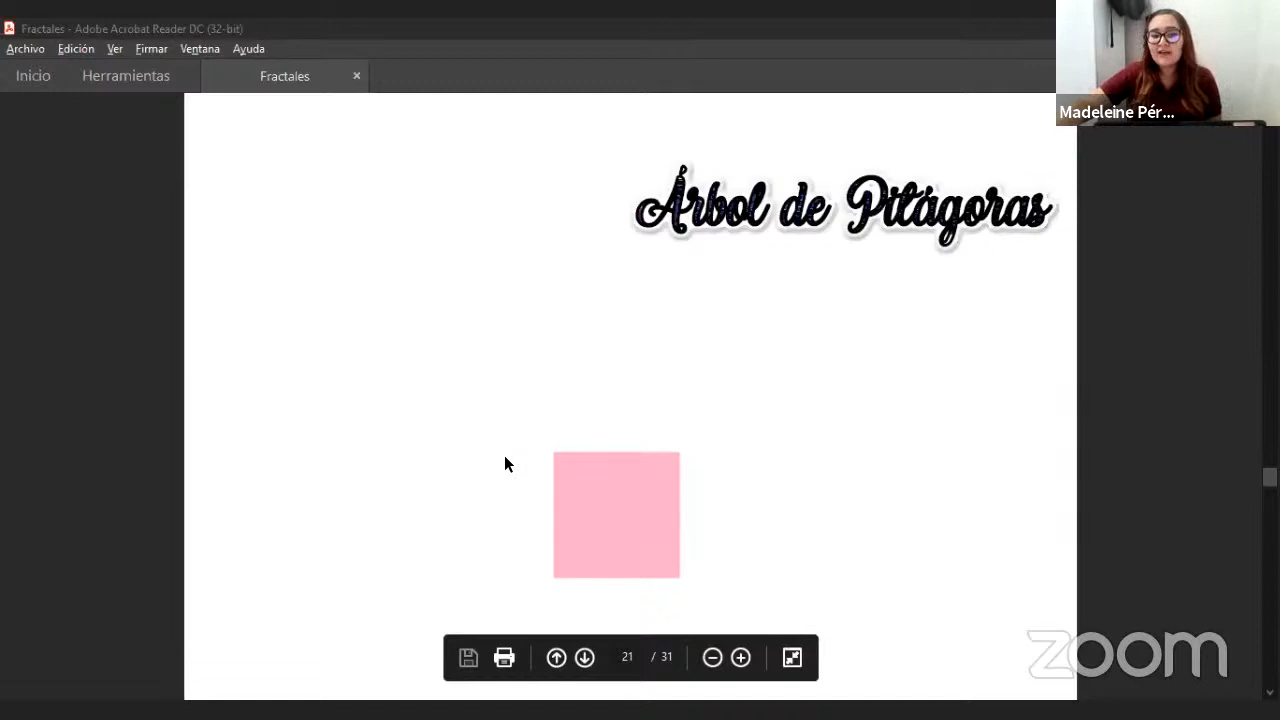 Fractales - Adobe Acrobat Reader DC (32-bit)
Archivo Edición Ver Firmar Ventana Ayuda
Inicio Herramientas Fractales ×
Madeleine Pér...
Árbol de Pitágoras
21 / 31
zoom